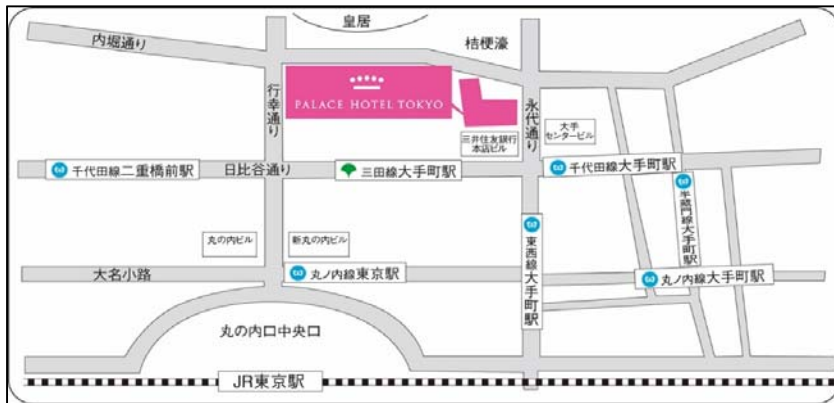 皇居
内堀通り
桔梗濠
行幸通り
PALACE HOTEL TOKYO
永代通り
三井住友銀行
本店ビル
大手
センタービル
千代田線二重橋前駅
日比谷通り
三田線大手町駅
千代田線大手町駅
半蔵門線大手町駅
丸の内ビル
新丸の内ビル
東西線大手町駅
大名小路
丸ノ内線東京駅
丸ノ内線大手町駅
丸の内口中央口
JR東京駅